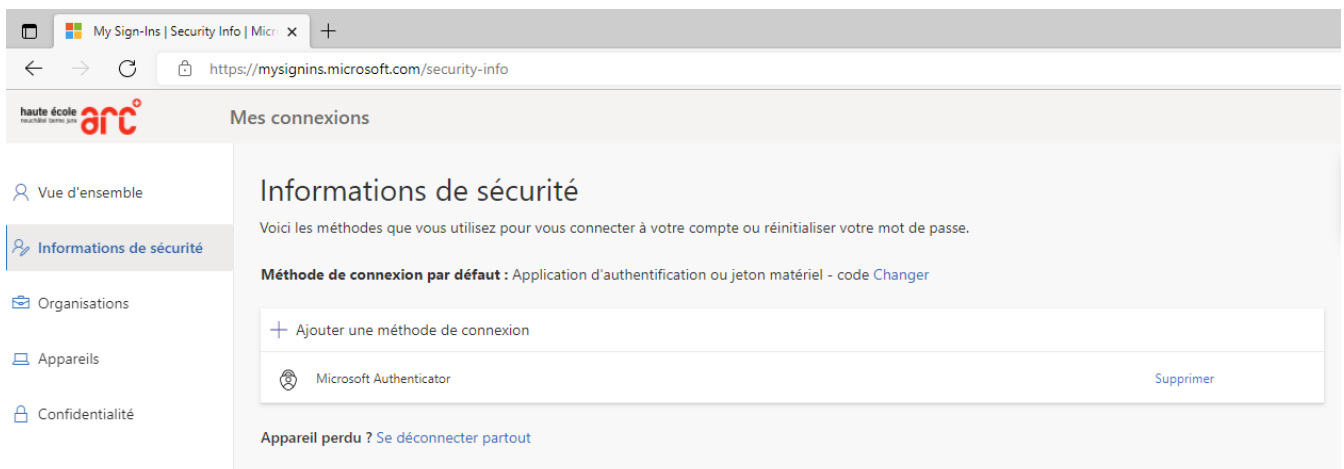 My Sign-Ins | Security Info | Micr
https://mysignins.microsoft.com/security-info
haute école arc
neuchâtel berne jura
Mes connexions
Vue d'ensemble
Informations de sécurité
Organisations
Appareils
Confidentialité
Informations de sécurité
Voici les méthodes que vous utilisez pour vous connecter à votre compte ou réinitialiser votre mot de passe.
Méthode de connexion par défaut : Application d'authentification ou jeton matériel - code Changer
Ajouter une méthode de connexion
Microsoft Authenticator Supprimer
Appareil perdu ? Se déconnecter partout